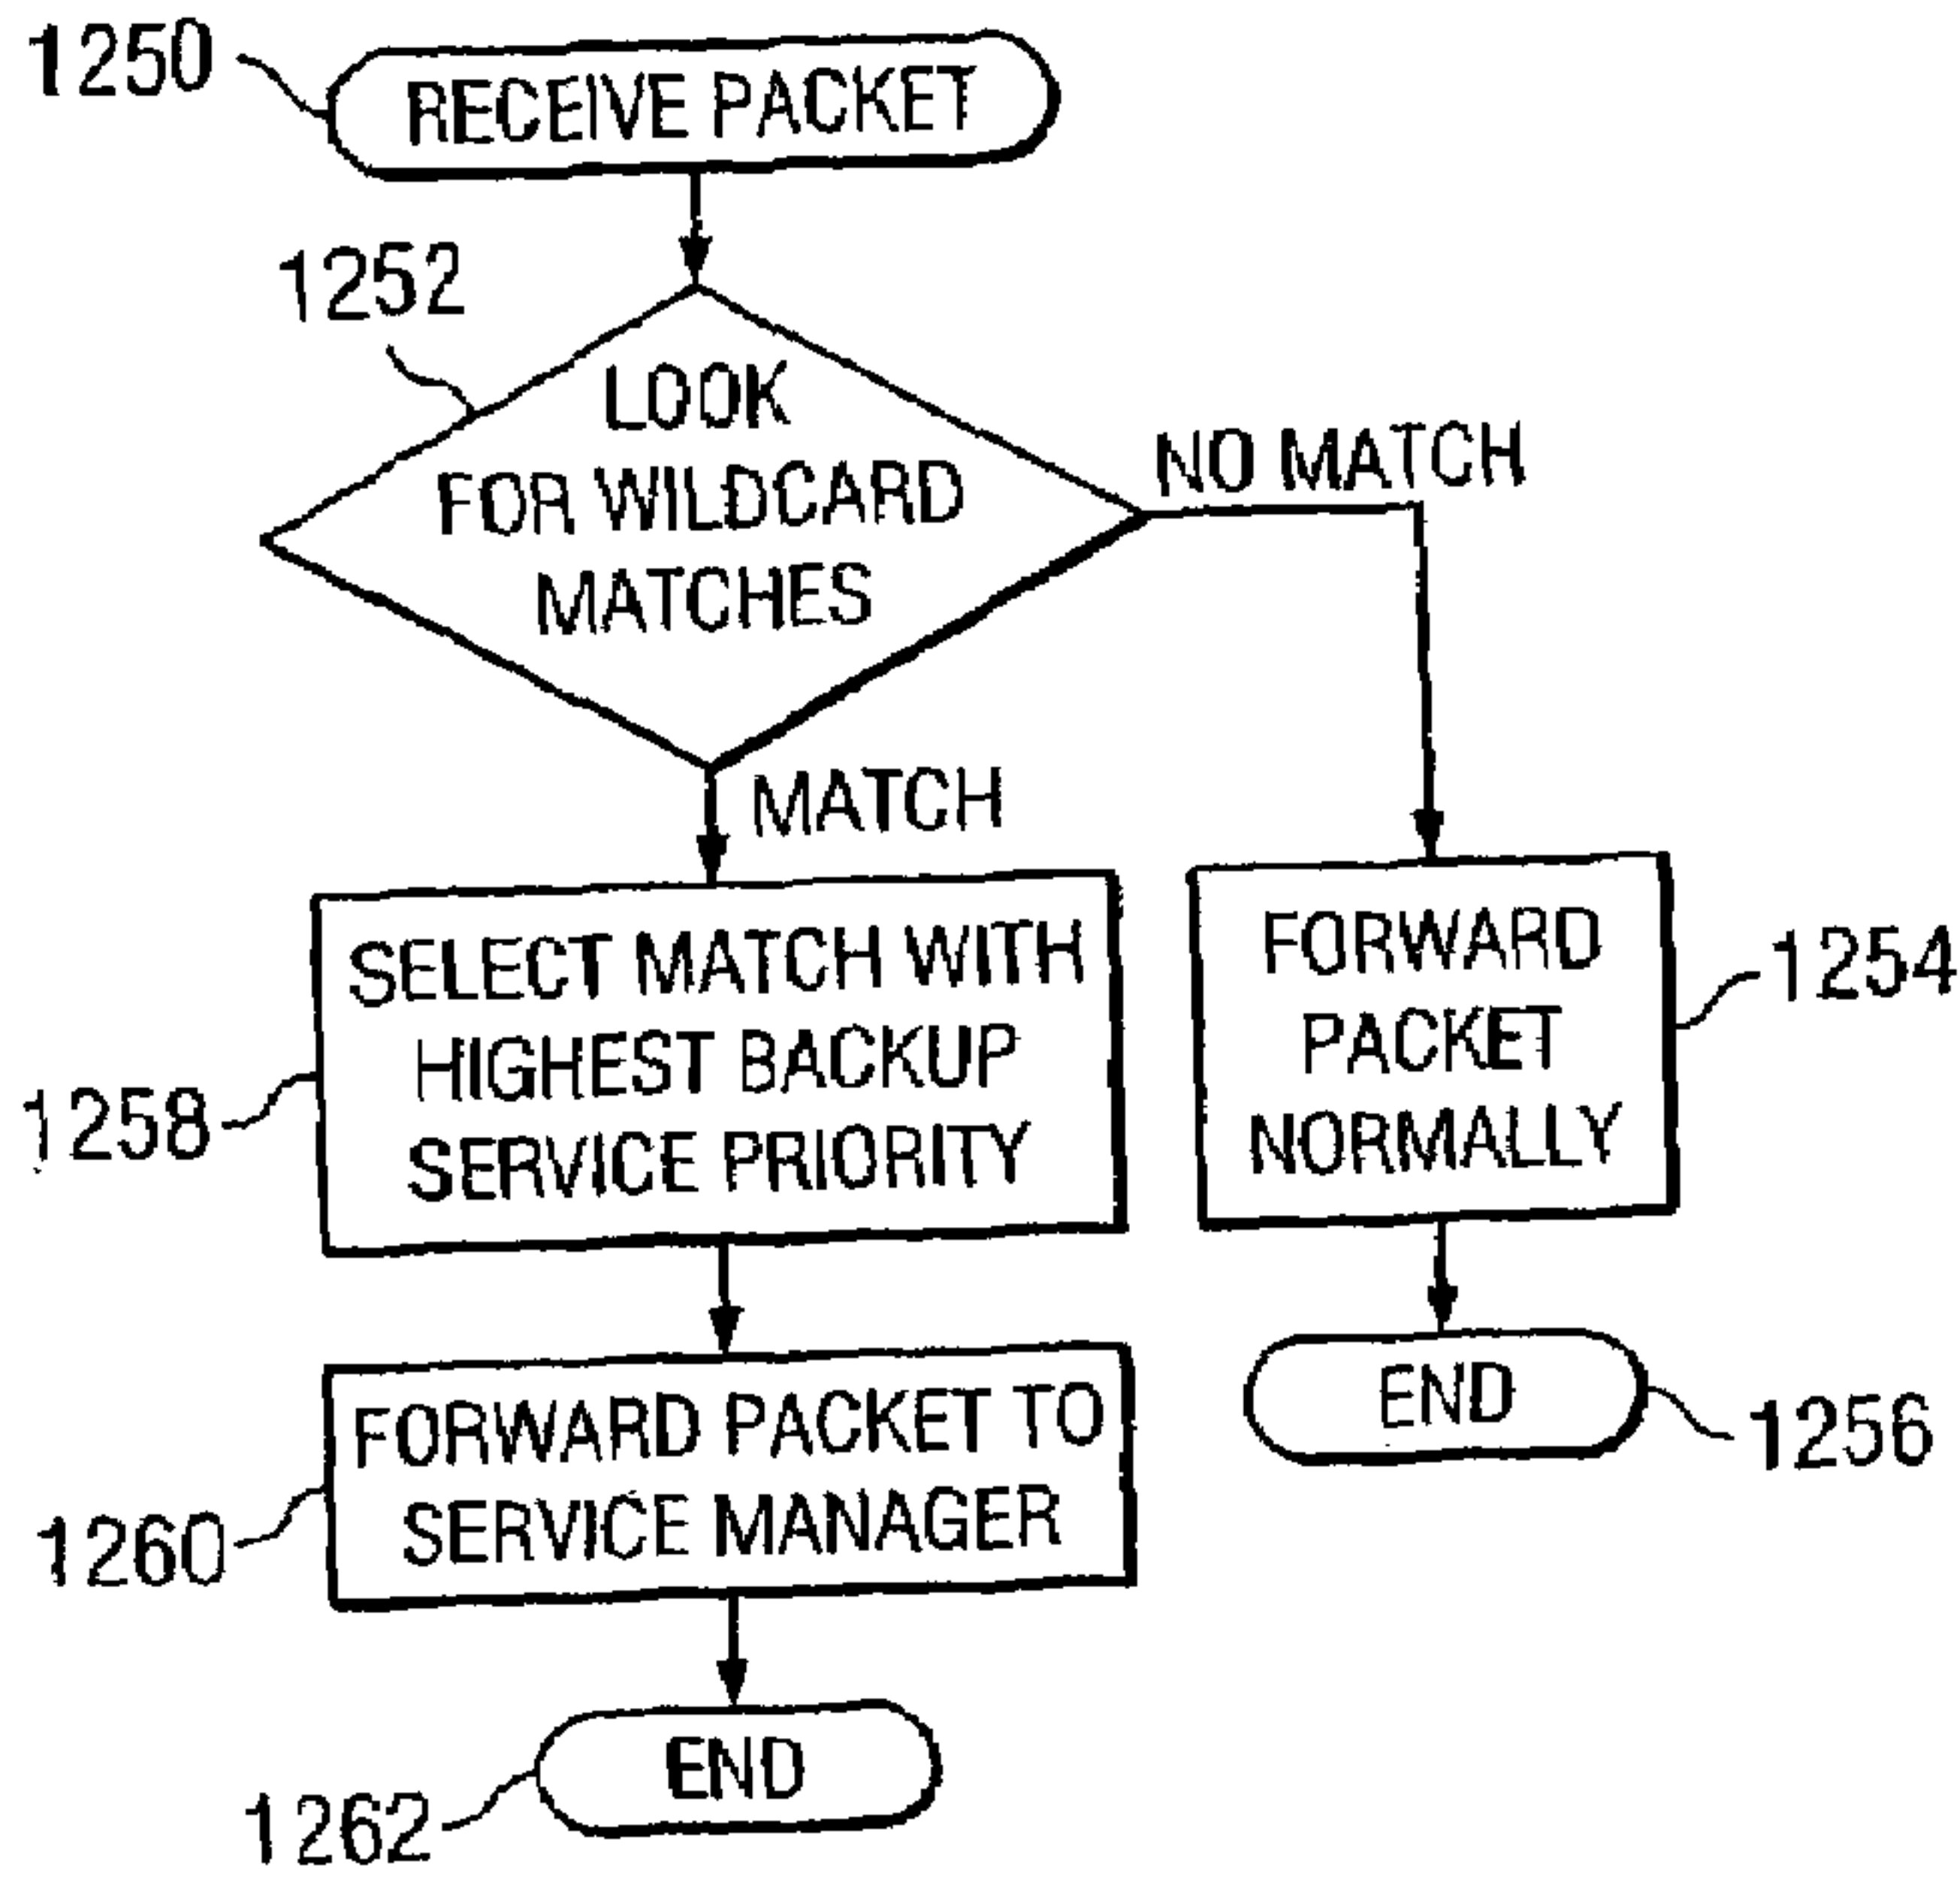 1250
RECEIVE PACKET
1252
LOOK
FOR WILDCARD
MATCHES
NO MATCH
MATCH
SELECT MATCH WITH
HIGHEST BACKUP
SERVICE PRIORITY
1258
FORWARD
PACKET
NORMALLY
1254
END
1256
FORWARD PACKET TO
SERVICE MANAGER
1260
END
1262